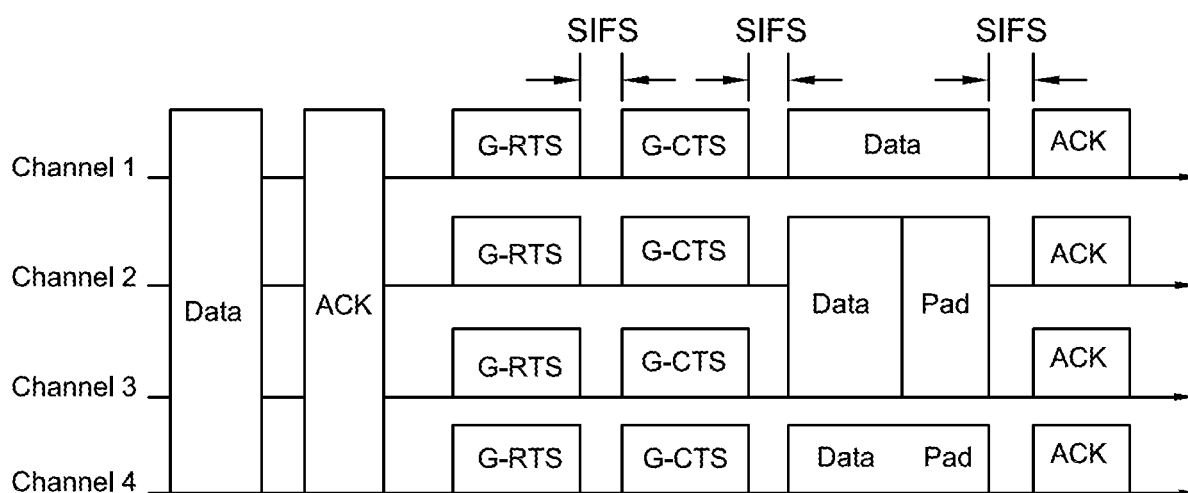 SIFS SIFS SIFS
Channel 1 G-RTS G-CTS Data ACK
Channel 2 G-RTS G-CTS ACK
Data ACK Data Pad
Channel 3 G-RTS G-CTS ACK
Channel 4 G-RTS G-CTS Data Pad ACK